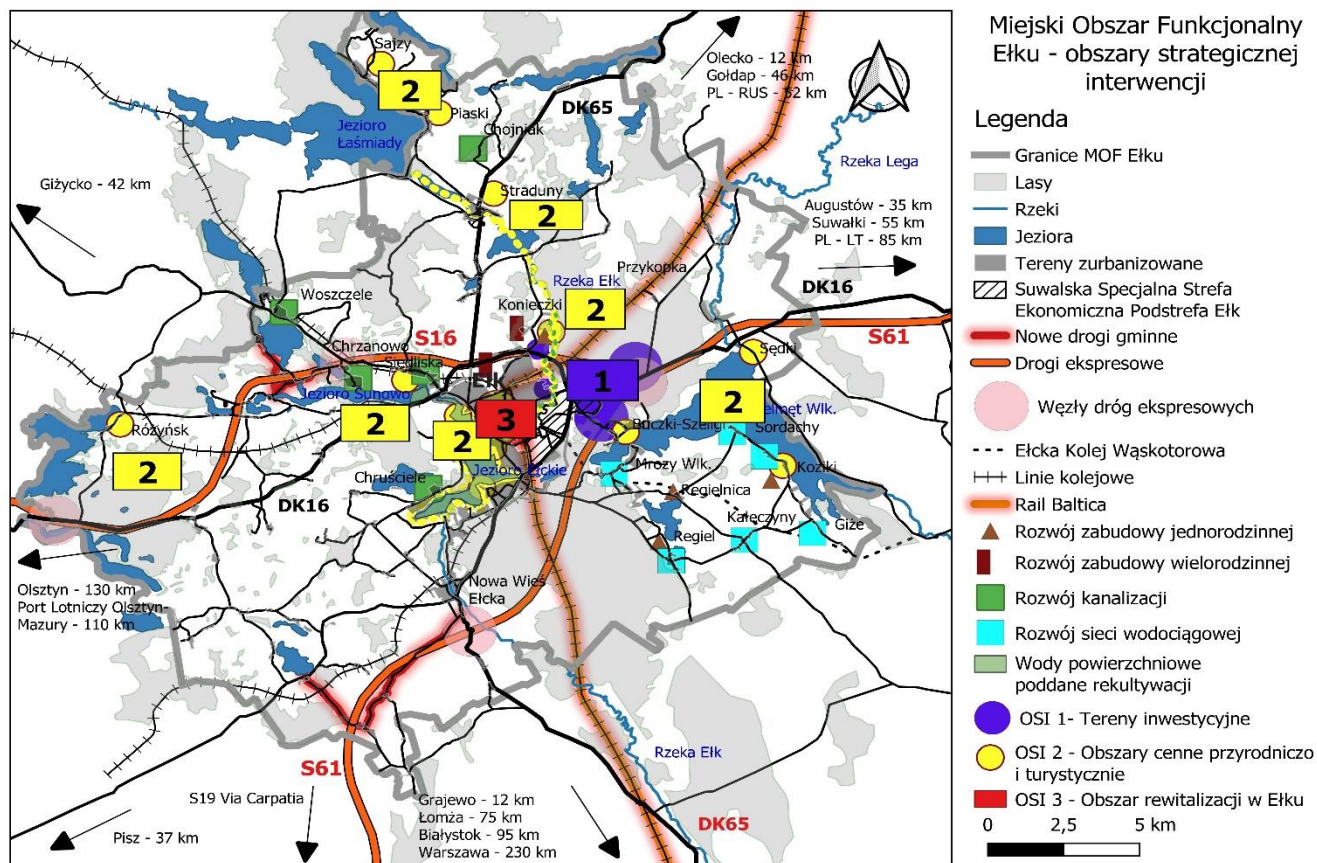 Sajzy
2
Piaski
Jezioro
Łaśmiady
Chojniak
DK65
Olecko - 12 km
Gołdap - 46 km
PL - RUS - 52 km
Rzeka Lega
Giżycko - 42 km
Straduny
2
Augustów - 35 km
Suwałki - 55 km
PL - LT - 85 km
Przykopka
Rzeka Ełk
DK16
Woszczele
Konieczki
2
S16
S61
Chrzanowo
Siedliska
Sędki
Ełk
1
Jezioro Sunowo
2
3
2
2
Selmęt Wlk.
Sordachy
Buczki-Szeligi
Różyńsk
2
Jezioro Ełckie
Mrozy Wlk.
Koziki
Chruściele
Regielnica
DK16
Kałęczyny
Giże
Regiel
Olsztyn - 130 km
Port Lotniczy Olsztyn-
Mazury - 110 km
Nowa Wieś
Ełcka
Rzeka Ełk
S61
S19 Via Carpatia
Grajewo - 12 km
Łomża - 75 km
Białystok - 95 km
Warszawa - 230 km
Pisz - 37 km
DK65
Miejski Obszar Funkcjonalny
Ełku - obszary strategicznej
interwencji
Legenda
Granice MOF Ełku
Lasy
Rzeki
Jeziora
Tereny zurbanizowane
Suwalska Specjalna Strefa
Ekonomiczna Podstrefa Ełk
Nowe drogi gminne
Drogi ekspresowe
Węzły dróg ekspresowych
Ełcka Kolej Wąskotorowa
Linie kolejowe
Rail Baltica
Rozwój zabudowy jednorodzinnej
Rozwój zabudowy wielorodzinnej
Rozwój kanalizacji
Rozwój sieci wodociągowej
Wody powierzchniowe
poddane rekultywacji
OSI 1- Tereny inwestycyjne
OSI 2 - Obszary cenne przyrodniczo
i turystycznie
OSI 3 - Obszar rewitalizacji w Ełku
0 2,5 5 km